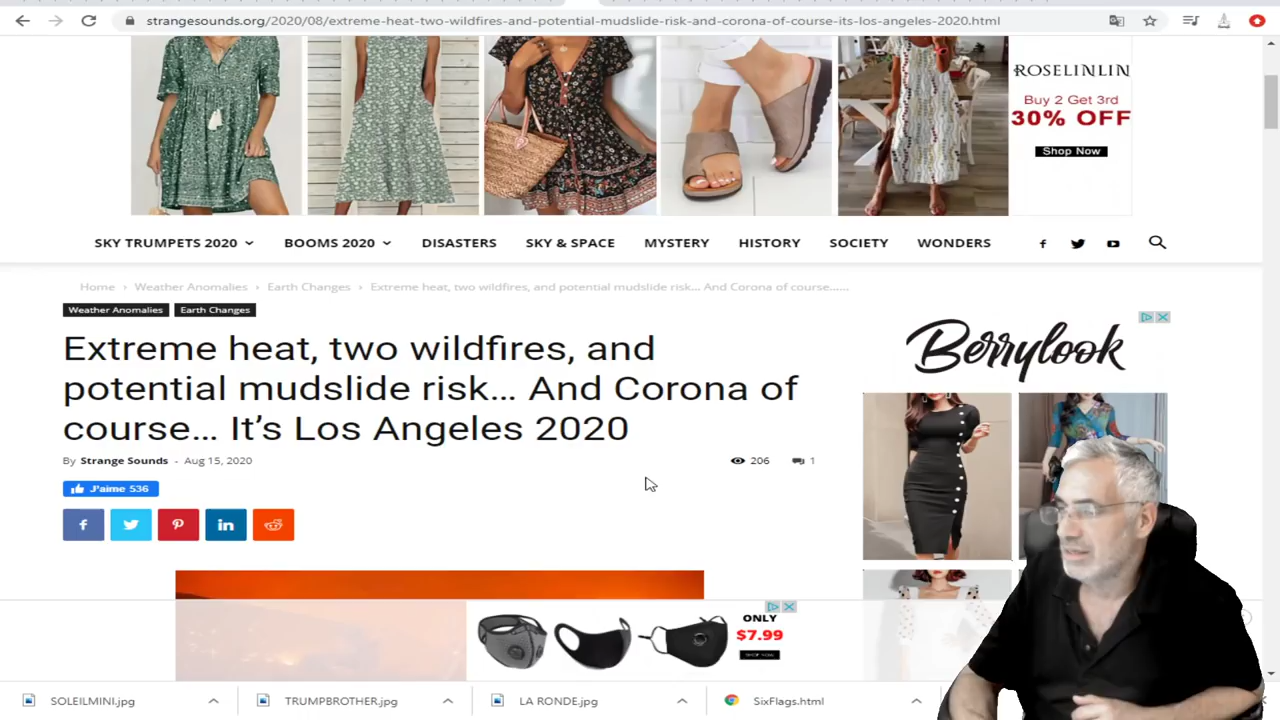 strangesounds.org/2020/08/extreme-heat-two-wildfires-and-potential-mudslide-risk-and-corona-of-course-its-los-angeles-2020.html
ROSELINLIN
Buy 2 Get 3rd
30% OFF
Shop Now
SKY TRUMPETS 2020 BOOMS 2020 DISASTERS SKY & SPACE MYSTERY HISTORY SOCIETY WONDERS
Home › Weather Anomalies › Earth Changes › Extreme heat, two wildfires, and potential mudslide risk... And Corona of course......
Weather Anomalies Earth Changes
Extreme heat, two wildfires, and
potential mudslide risk… And Corona of
course… It’s Los Angeles 2020
By Strange Sounds - Aug 15, 2020 206 1
J'aime 536
Berrylook
ONLY
$7.99
SHOP NOW
SOLEILMINI.jpg TRUMPBROTHER.jpg LA RONDE.jpg SixFlags.html